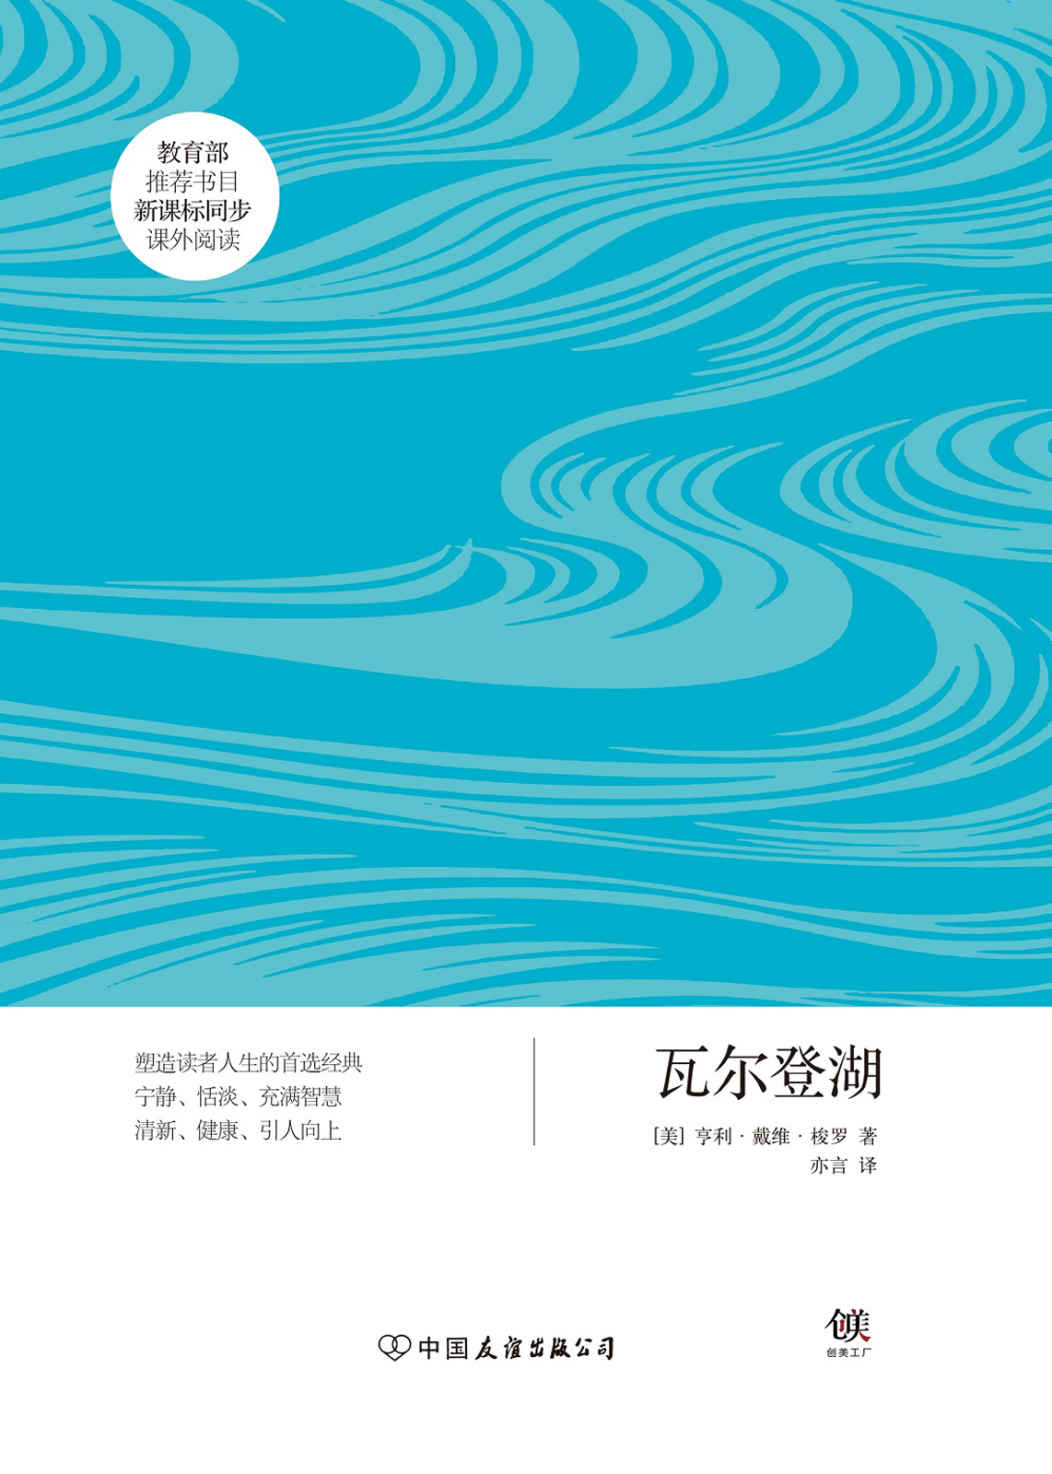 教育部
推荐书目
新课标同步
课外阅读
塑造读者人生的首选经典
宁静、恬淡、充满智慧
清新、健康、引人向上
瓦尔登湖
[美] 亨利·戴维·梭罗 著
亦言 译
中国友谊出版公司
创美
创美工厂